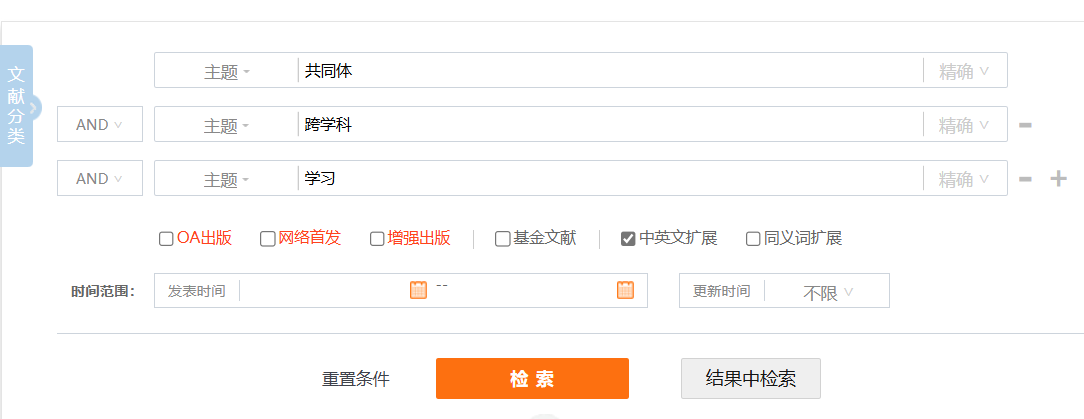 文献分类
主题 共同体 精确
AND 主题 跨学科 精确
AND 主题 学习 精确
OA出版 网络首发 增强出版 基金文献 中英文扩展 同义词扩展
时间范围： 发表时间 -- 更新时间 不限
重置条件 检索 结果中检索